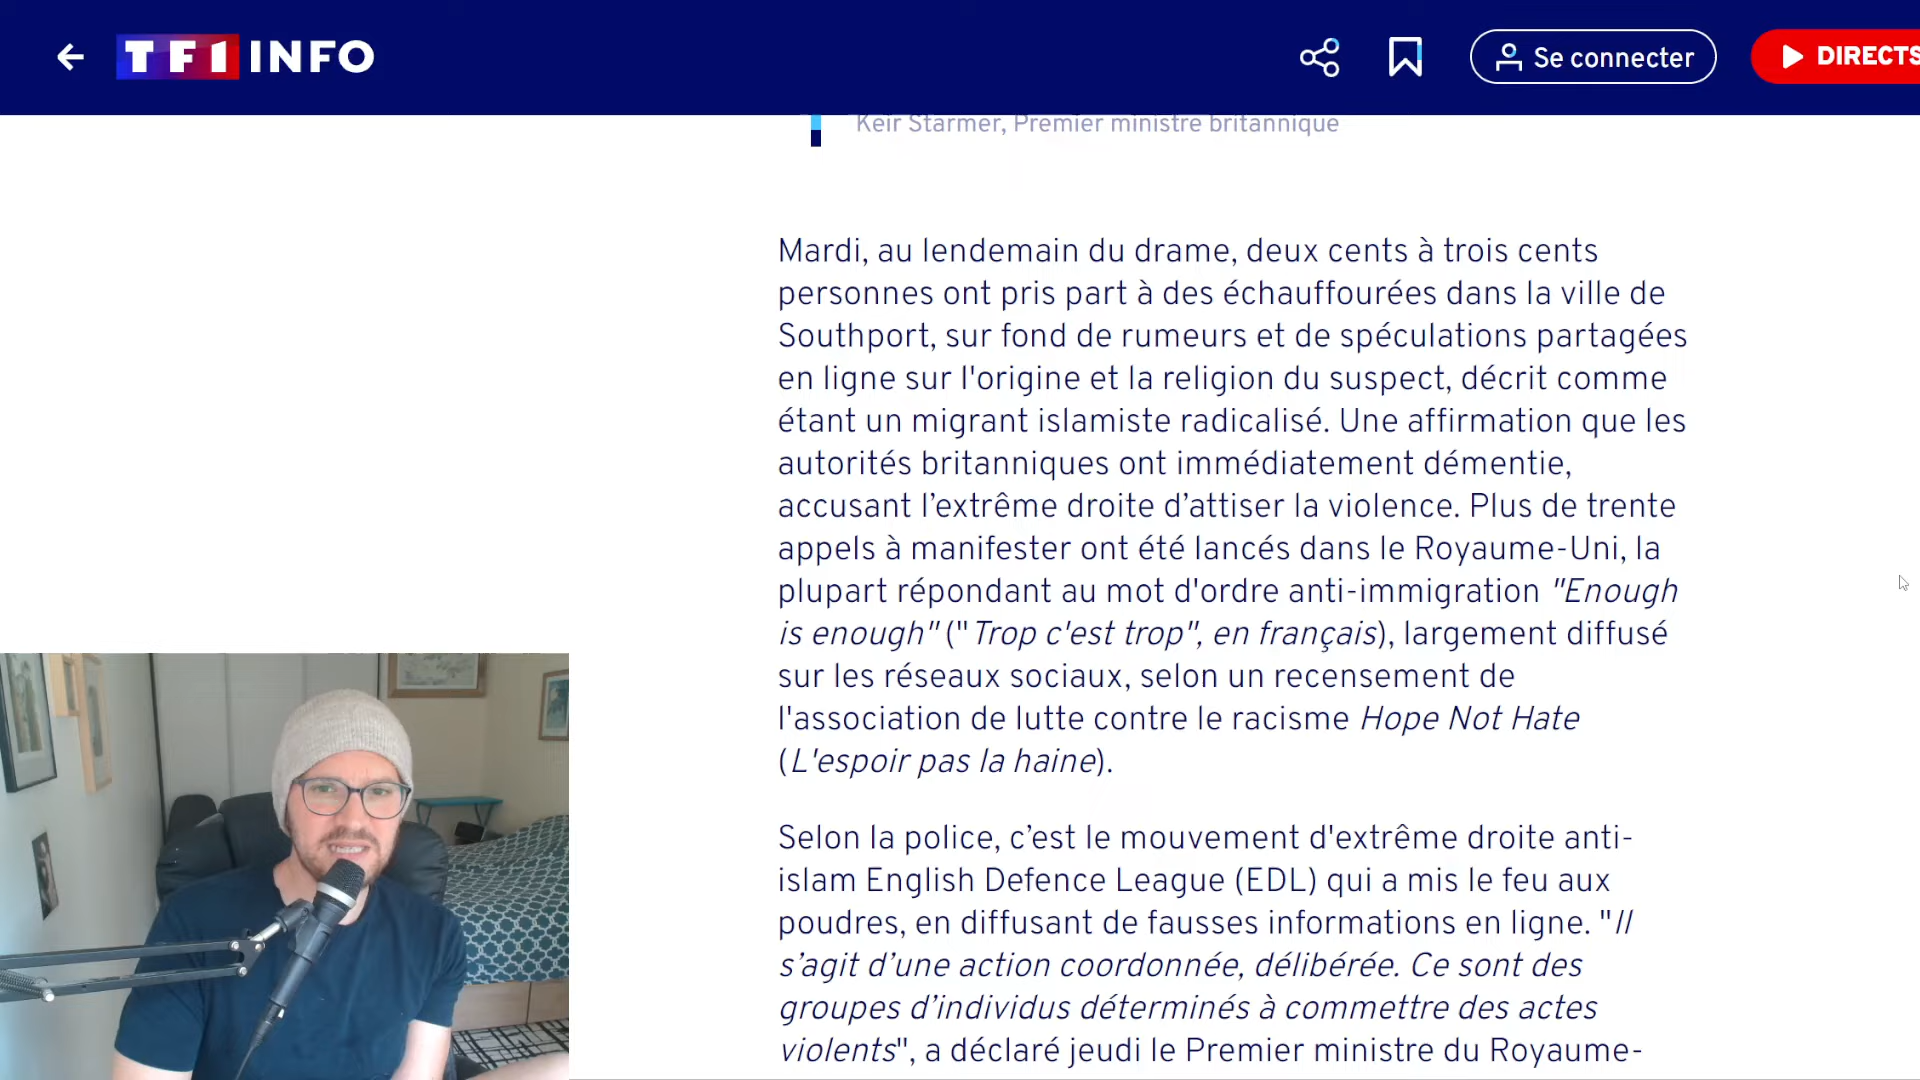 TF1 INFO
Se connecter
DIRECTS
Keir Starmer, Premier ministre britannique
Mardi, au lendemain du drame, deux cents à trois cents
personnes ont pris part à des échauffourées dans la ville de
Southport, sur fond de rumeurs et de spéculations partagées
en ligne sur l'origine et la religion du suspect, décrit comme
étant un migrant islamiste radicalisé. Une affirmation que les
autorités britanniques ont immédiatement démentie,
accusant l’extrême droite d’attiser la violence. Plus de trente
appels à manifester ont été lancés dans le Royaume-Uni, la
plupart répondant au mot d'ordre anti-immigration "Enough
is enough" ("Trop c'est trop", en français), largement diffusé
sur les réseaux sociaux, selon un recensement de
l'association de lutte contre le racisme Hope Not Hate
(L'espoir pas la haine).
Selon la police, c’est le mouvement d'extrême droite anti-
islam English Defence League (EDL) qui a mis le feu aux
poudres, en diffusant de fausses informations en ligne. "Il
s’agit d’une action coordonnée, délibérée. Ce sont des
groupes d’individus déterminés à commettre des actes
violents", a déclaré jeudi le Premier ministre du Royaume-